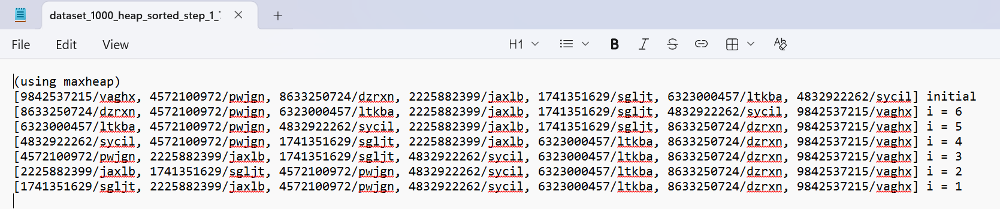 dataset_1000_heap_sorted_step_1_
File Edit View H1 B I S
(using maxheap)
[9842537215/vaghx, 4572100972/pwjgn, 8633250724/dzrxn, 2225882399/jaxlb, 1741351629/sgljt, 6323000457/ltkba, 4832922262/sycil] initial
[8633250724/dzrxn, 4572100972/pwjgn, 6323000457/ltkba, 2225882399/jaxlb, 1741351629/sgljt, 4832922262/sycil, 9842537215/vaghx] i = 6
[6323000457/ltkba, 4572100972/pwjgn, 4832922262/sycil, 2225882399/jaxlb, 1741351629/sgljt, 8633250724/dzrxn, 9842537215/vaghx] i = 5
[4832922262/sycil, 4572100972/pwjgn, 1741351629/sgljt, 2225882399/jaxlb, 6323000457/ltkba, 8633250724/dzrxn, 9842537215/vaghx] i = 4
[4572100972/pwjgn, 2225882399/jaxlb, 1741351629/sgljt, 4832922262/sycil, 6323000457/ltkba, 8633250724/dzrxn, 9842537215/vaghx] i = 3
[2225882399/jaxlb, 1741351629/sgljt, 4572100972/pwjgn, 4832922262/sycil, 6323000457/ltkba, 8633250724/dzrxn, 9842537215/vaghx] i = 2
[1741351629/sgljt, 2225882399/jaxlb, 4572100972/pwjgn, 4832922262/sycil, 6323000457/ltkba, 8633250724/dzrxn, 9842537215/vaghx] i = 1